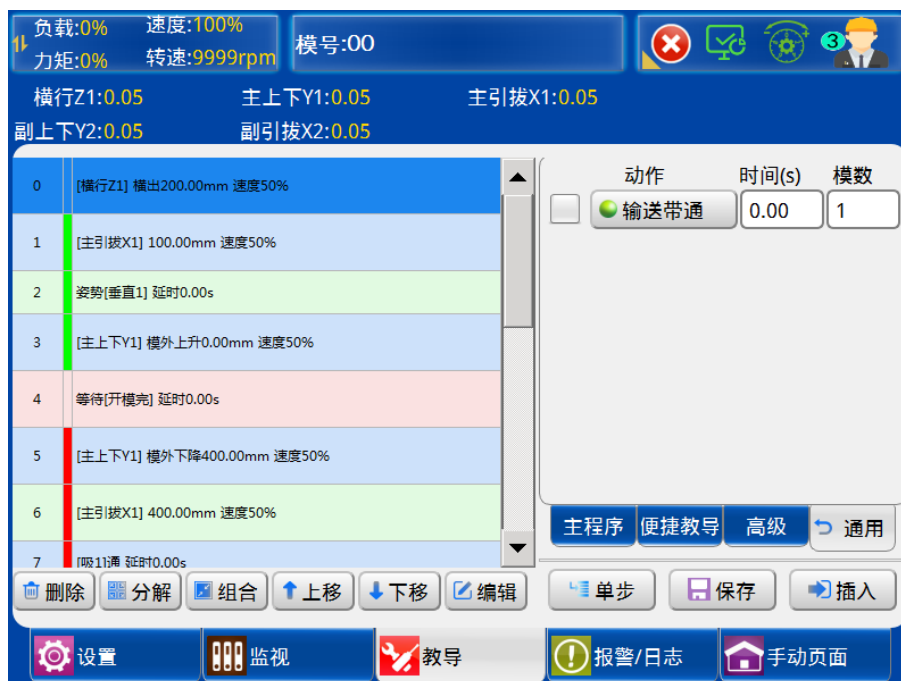 负载:0% 速度:100%
力矩:0% 转速:9999rpm
模号:00
3
横行Z1:0.05 主上下Y1:0.05 主引拔X1:0.05
副上下Y2:0.05 副引拔X2:0.05
0 [横行Z1] 横出200.00mm 速度50%
1 [主引拔X1] 100.00mm 速度50%
2 姿势[垂直1] 延时0.00s
3 [主上下Y1] 模外上升0.00mm 速度50%
4 等待[开模完] 延时0.00s
5 [主上下Y1] 模外下降400.00mm 速度50%
6 [主引拔X1] 400.00mm 速度50%
7 [吸1]通 延时0.00s
动作 时间(s) 模数
输送带通 0.00 1
主程序 便捷教导 高级 通用
删除 分解 组合 上移 下移 编辑 单步 保存 插入
设置 监视 教导 报警/日志 手动页面